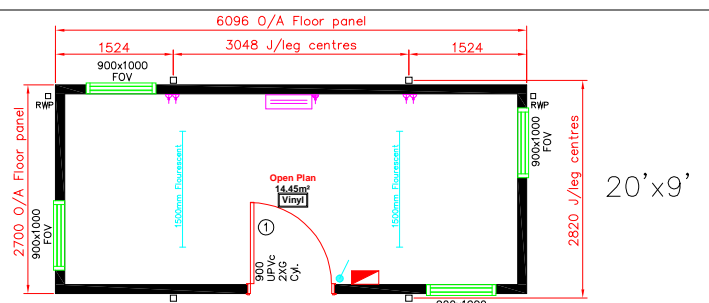 6096 O/A Floor panel
1524
3048 J/leg centres
1524
900x1000
FOV
RWP
RWP
2700 O/A Floor panel
900x1000
FOV
1500mm Flourescent
Open Plan
14.45m²
Vinyl
1500mm Flourescent
900x1000
FOV
2820 J/leg centres
20'x9'
1
900
UPVc
2XG
Cyl.